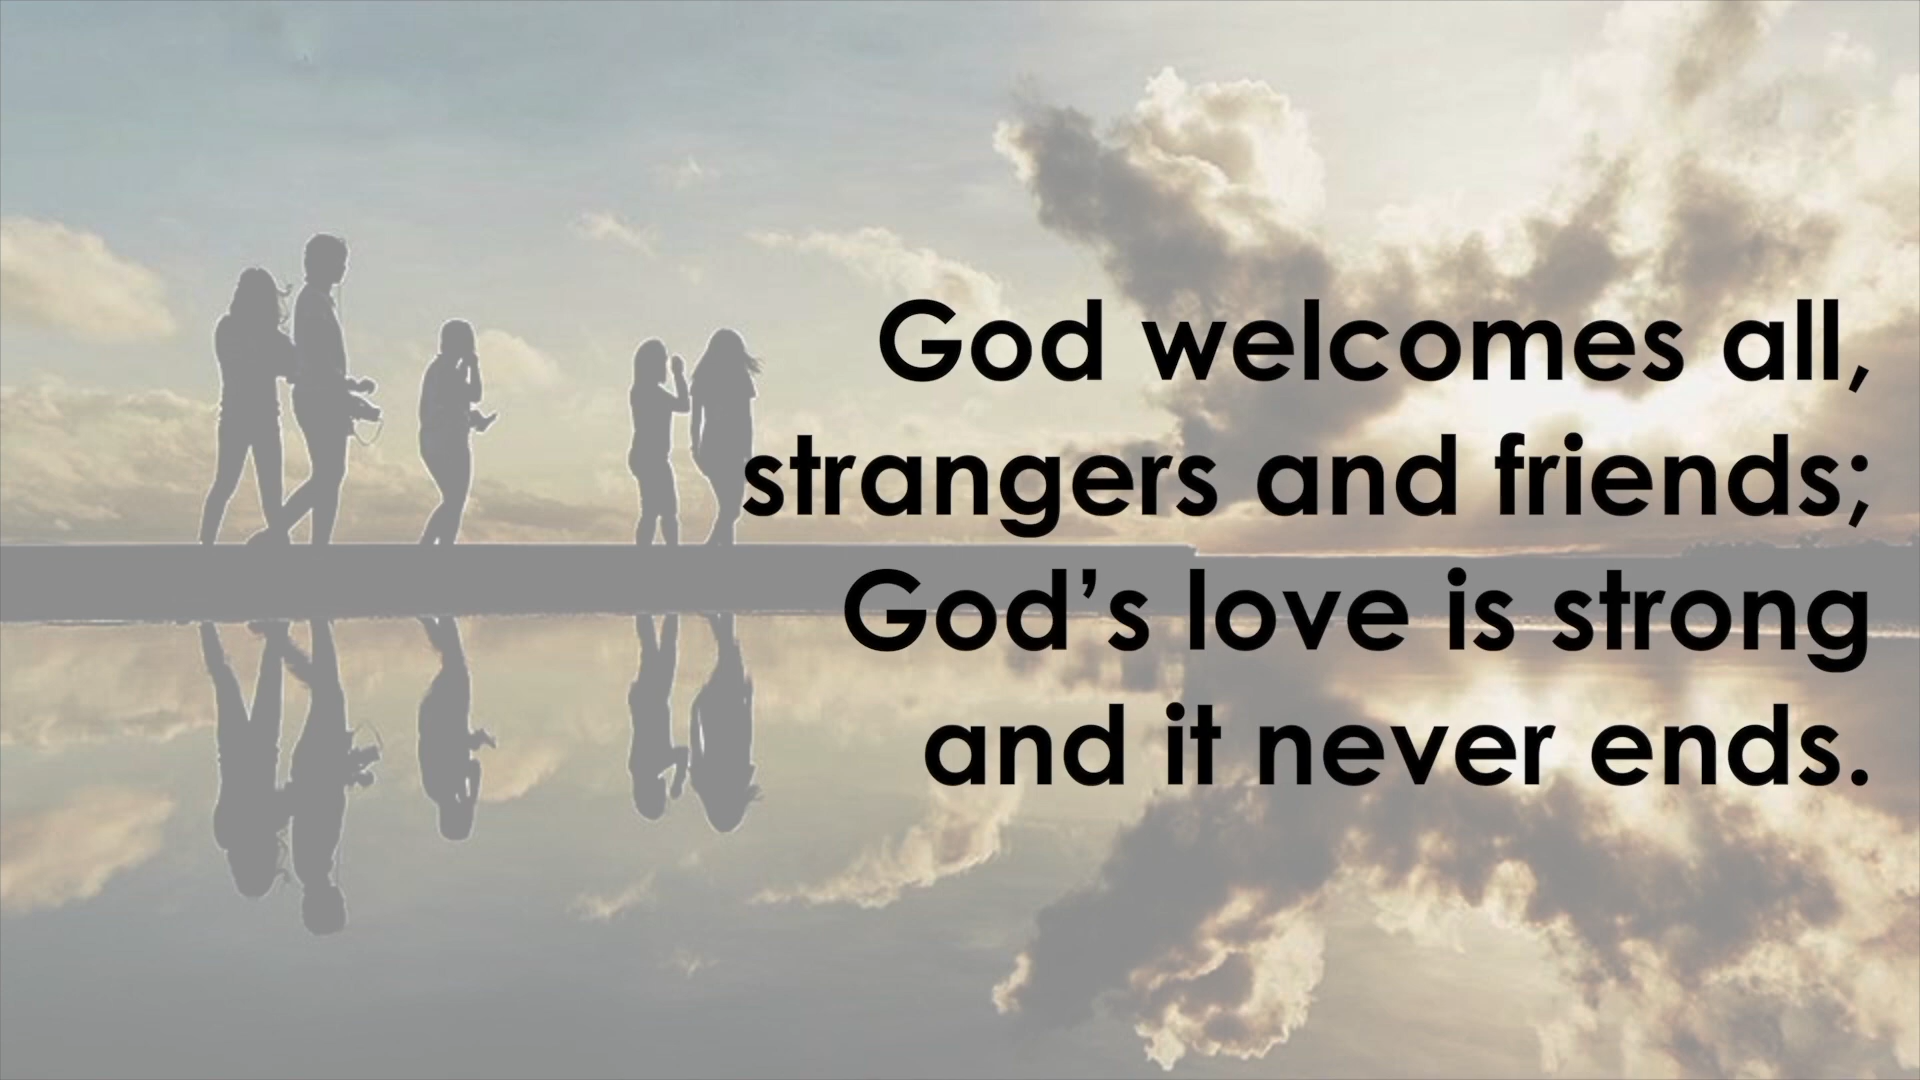 God welcomes all,
strangers and friends;
God’s love is strong
and it never ends.